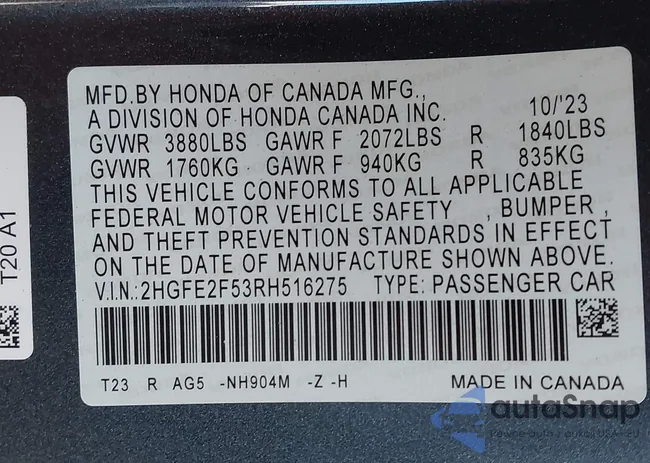 MFD.BY HONDA OF CANADA MFG.,
A DIVISION OF HONDA CANADA INC. 10/'23
GVWR 3880LBS GAWR F 2072LBS R 1840LBS
GVWR 1760KG GAWR F 940KG R 835KG
THIS VEHICLE CONFORMS TO ALL APPLICABLE
FEDERAL MOTOR VEHICLE SAFETY , BUMPER ,
AND THEFT PREVENTION STANDARDS IN EFFECT
ON THE DATE OF MANUFACTURE SHOWN ABOVE.
V.I.N.:2HGFE2F53RH516275 TYPE: PASSENGER CAR
T23 R AG5 -NH904M -Z -H MADE IN CANADA
T20 A1
autoSnap